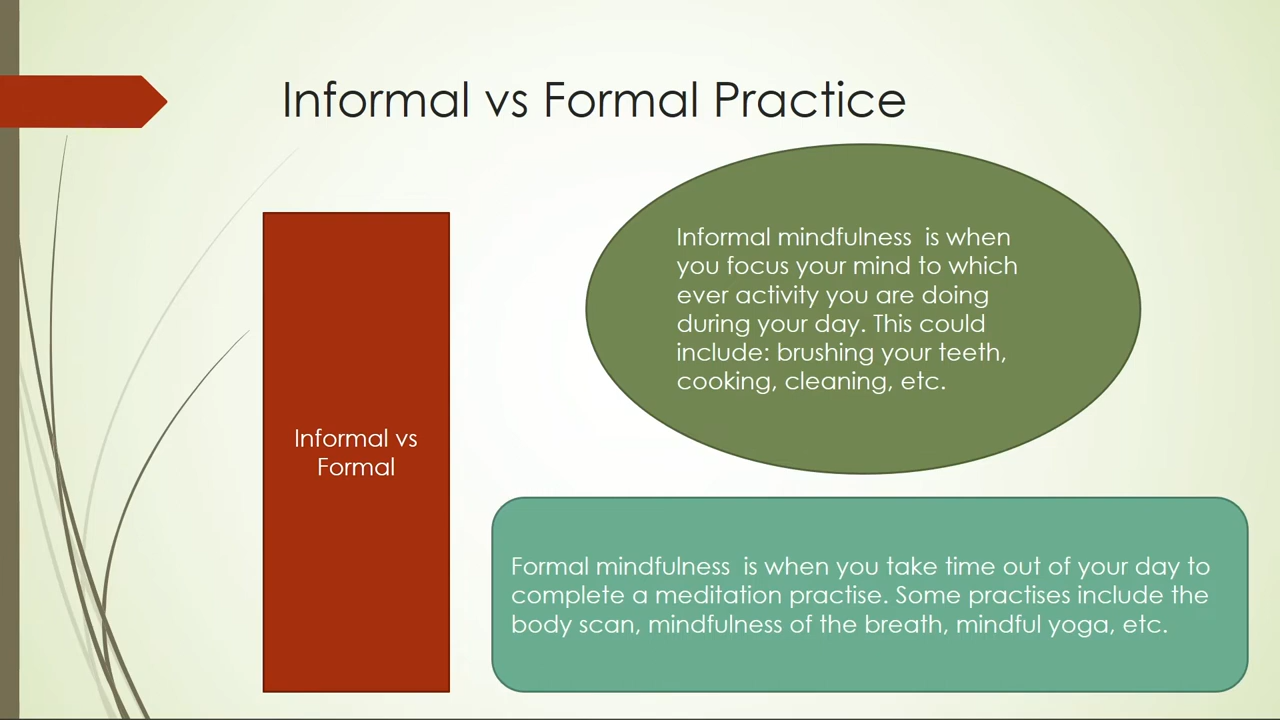 Informal vs Formal Practice
Informal vs
Formal
Informal mindfulness  is when
you focus your mind to which
ever activity you are doing
during your day. This could
include: brushing your teeth,
cooking, cleaning, etc.
Formal mindfulness  is when you take time out of your day to
complete a meditation practise. Some practises include the
body scan, mindfulness of the breath, mindful yoga, etc.